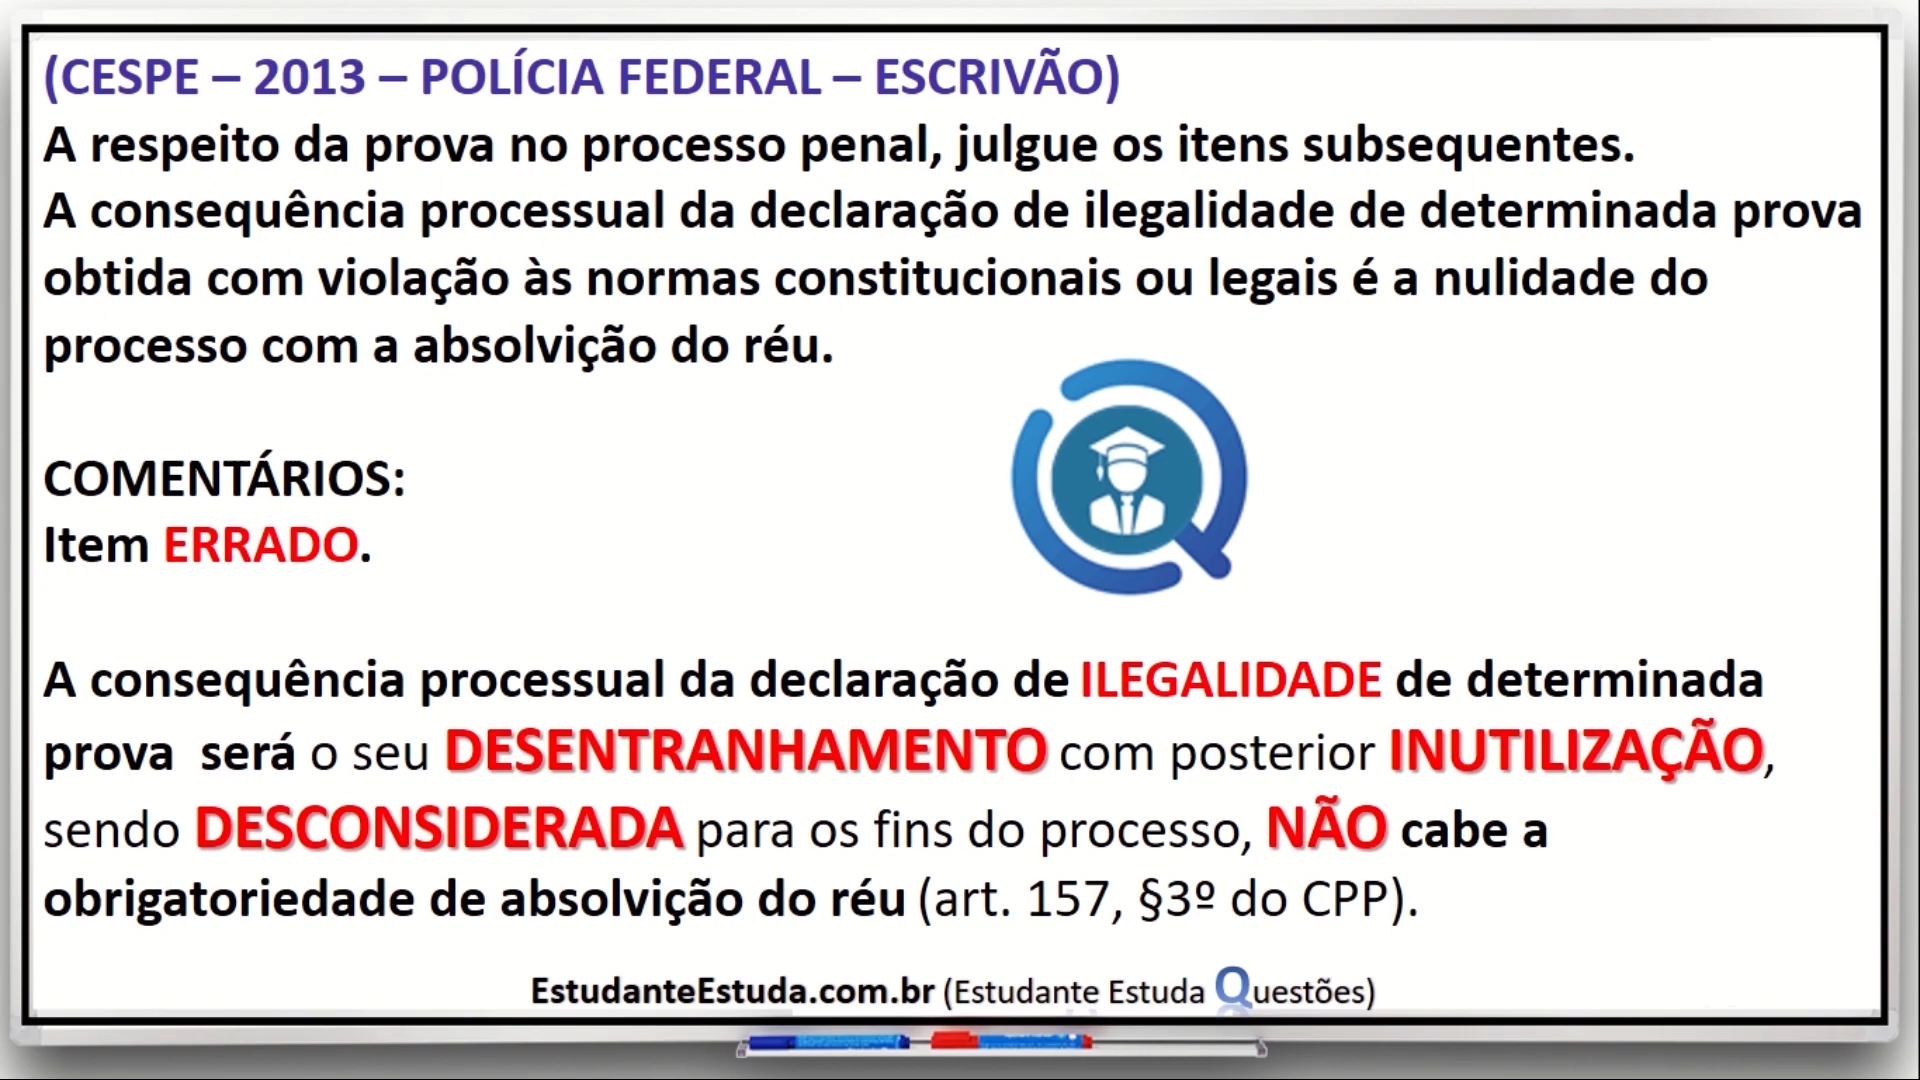 (CESPE – 2013 – POLÍCIA FEDERAL – ESCRIVÃO)
A respeito da prova no processo penal, julgue os itens subsequentes.
A consequência processual da declaração de ilegalidade de determinada prova
obtida com violação às normas constitucionais ou legais é a nulidade do
processo com a absolvição do réu.
COMENTÁRIOS:
Item ERRADO.
A consequência processual da declaração de ILEGALIDADE de determinada
prova será o seu DESENTRANHAMENTO com posterior INUTILIZAÇÃO,
sendo DESCONSIDERADA para os fins do processo, NÃO cabe a
obrigatoriedade de absolvição do réu (art. 157, §3º do CPP).
EstudanteEstuda.com.br (Estudante Estuda Questões)